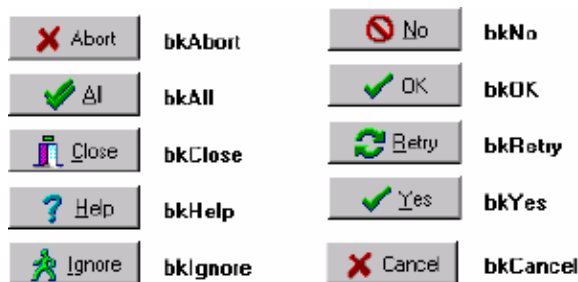 Abort bkAbort
No bkNo
All bkAll
OK bkOK
Close bkClose
Retry bkRetry
Help bkHelp
Yes bkYes
Ignore bkIgnore
Cancel bkCancel